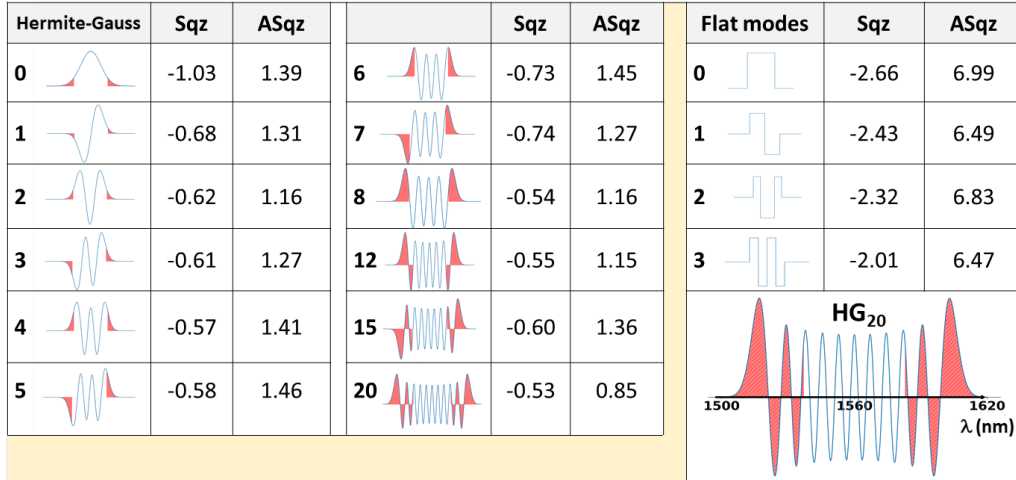 Hermite-Gauss Sqz ASqz
0 -1.03 1.39
1 -0.68 1.31
2 -0.62 1.16
3 -0.61 1.27
4 -0.57 1.41
5 -0.58 1.46
Sqz ASqz
6 -0.73 1.45
7 -0.74 1.27
8 -0.54 1.16
12 -0.55 1.15
15 -0.60 1.36
20 -0.53 0.85
Flat modes Sqz ASqz
0 -2.66 6.99
1 -2.43 6.49
2 -2.32 6.83
3 -2.01 6.47
HG20
1500 1560 1620
λ (nm)